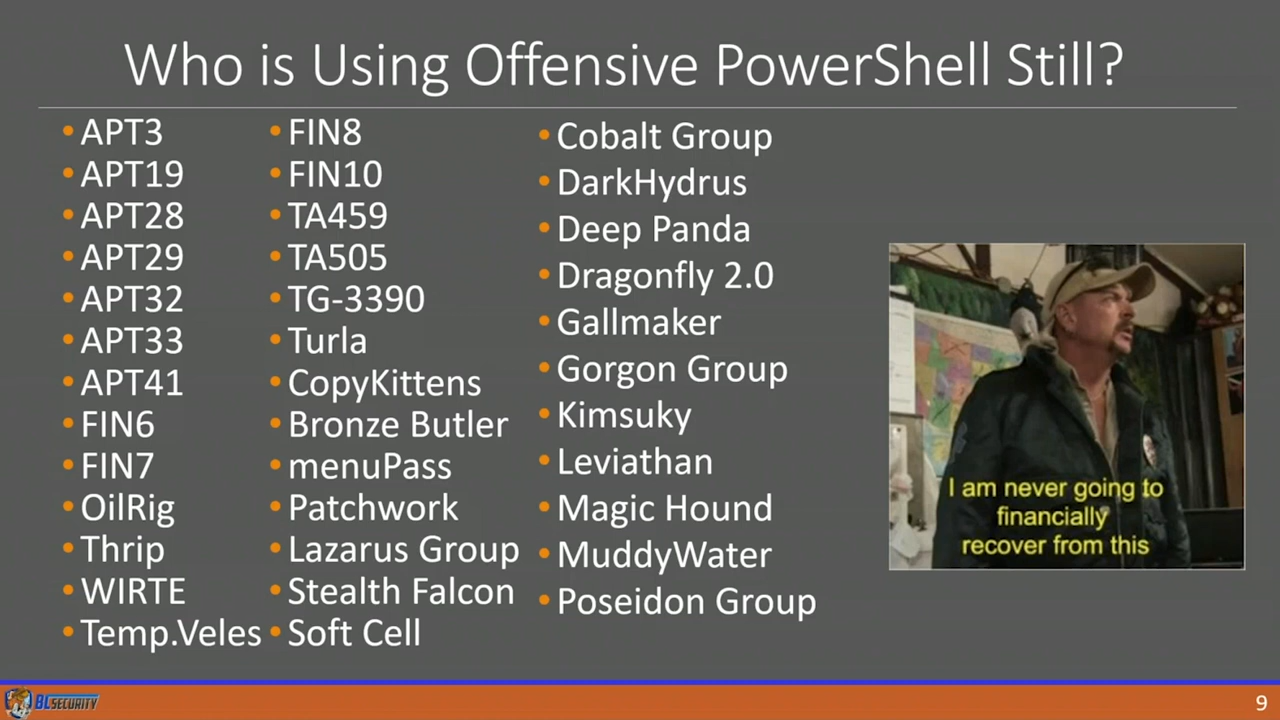 Who is Using Offensive PowerShell Still?
• APT3
• APT19
• APT28
• APT29
• APT32
• APT33
• APT41
• FIN6
• FIN7
• OilRig
• Thrip
• WIRTE
• Temp.Veles
• FIN8
• FIN10
• TA459
• TA505
• TG-3390
• Turla
• CopyKittens
• Bronze Butler
• menuPass
• Patchwork
• Lazarus Group
• Stealth Falcon
• Soft Cell
• Cobalt Group
• DarkHydrus
• Deep Panda
• Dragonfly 2.0
• Gallmaker
• Gorgon Group
• Kimsuky
• Leviathan
• Magic Hound
• MuddyWater
• Poseidon Group
I am never going to
financially
recover from this
BC SECURITY
9